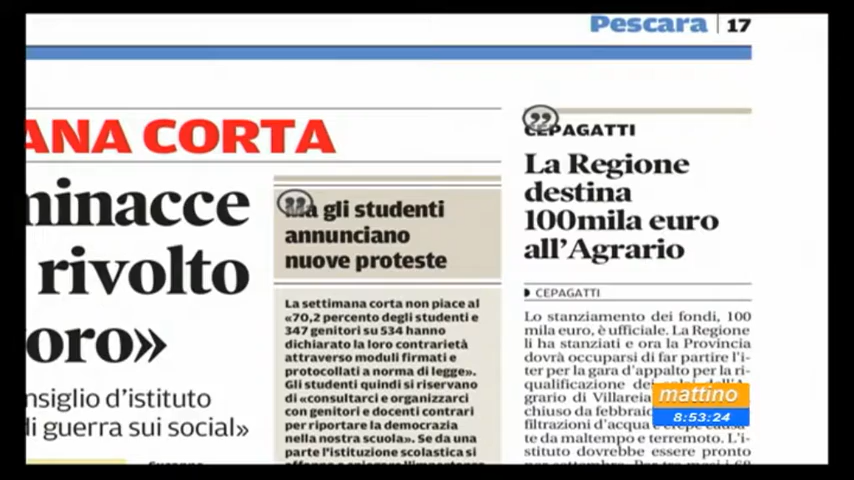 Pescara 17
ANA CORTA
minacce
rivolto
oro»
nsiglio d'istituto
di guerra sui social»
gli studenti
annunciano
nuove proteste
La settimana corta non piace al
«70,2 percento degli studenti e
347 genitori su 534 hanno
dichiarato la loro contrarietà
attraverso moduli firmati e
protocollati a norma di legge».
Gli studenti quindi si riservano
di «consultarci e organizzarci
con genitori e docenti contrari
per riportare la democrazia
nella nostra scuola». Se da una
parte l'istituzione scolastica si
CEPAGATTI
La Regione
destina
100mila euro
all'Agrario
CEPAGATTI
Lo stanziamento dei fondi, 100
mila euro, è ufficiale. La Regione
li ha stanziati e ora la Provincia
dovrà occuparsi di far partire l'i-
ter per la gara d'appalto per la ri-
qualificazione dei
grario di Villareia
chiuso da febbraio
filtrazioni d'acqua
te da maltempo e terremoto. L'i-
stituto dovrebbe essere pronto
mattino
8:53:24